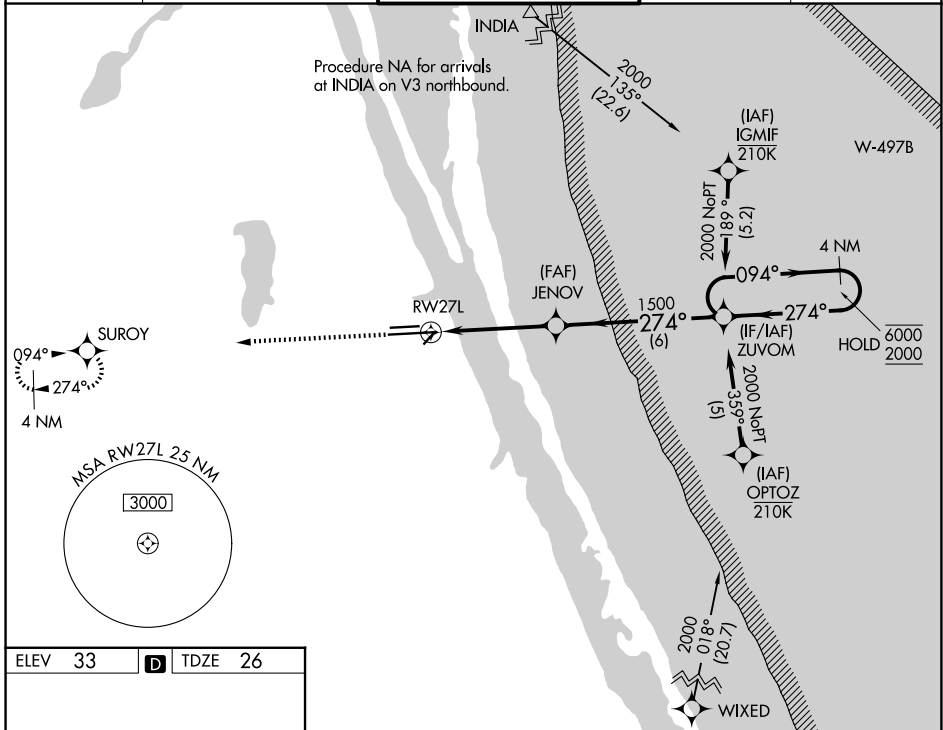 INDIA
Procedure NA for arrivals
at INDIA on V3 northbound.
2000
135°
(22.6)
(IAF)
IGMIF
210K
W-497B
2000 NoPT
189°
(5.2)
4 NM
094°
(FAF)
JENOV
1500
274°
(6)
274°
(IF/IAF)
ZUVOM
HOLD
6000
2000
RW27L
SUROY
094°
274°
4 NM
2000 NoPT
359°
(5)
(IAF)
OPTOZ
210K
MSA RW27L 25 NM
3000
2000
018°
(20.7)
WIXED
ELEV 33 D TDZE 26